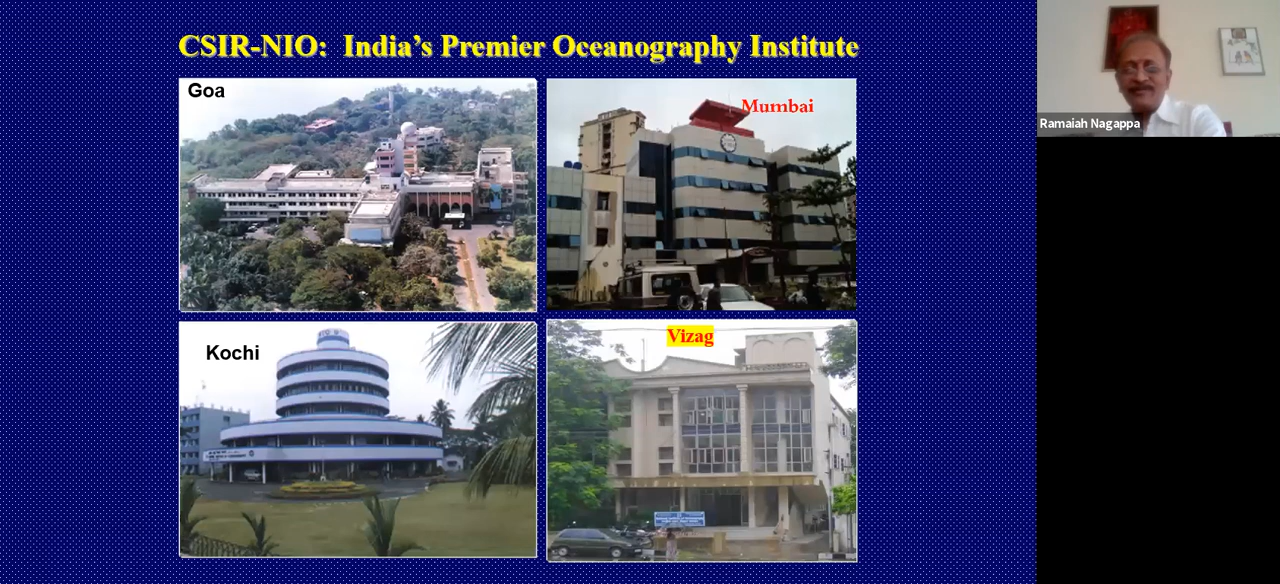 CSIR-NIO: India's Premier Oceanography Institute
Goa
Mumbai
Kochi
Vizag
Ramaiah Nagappa